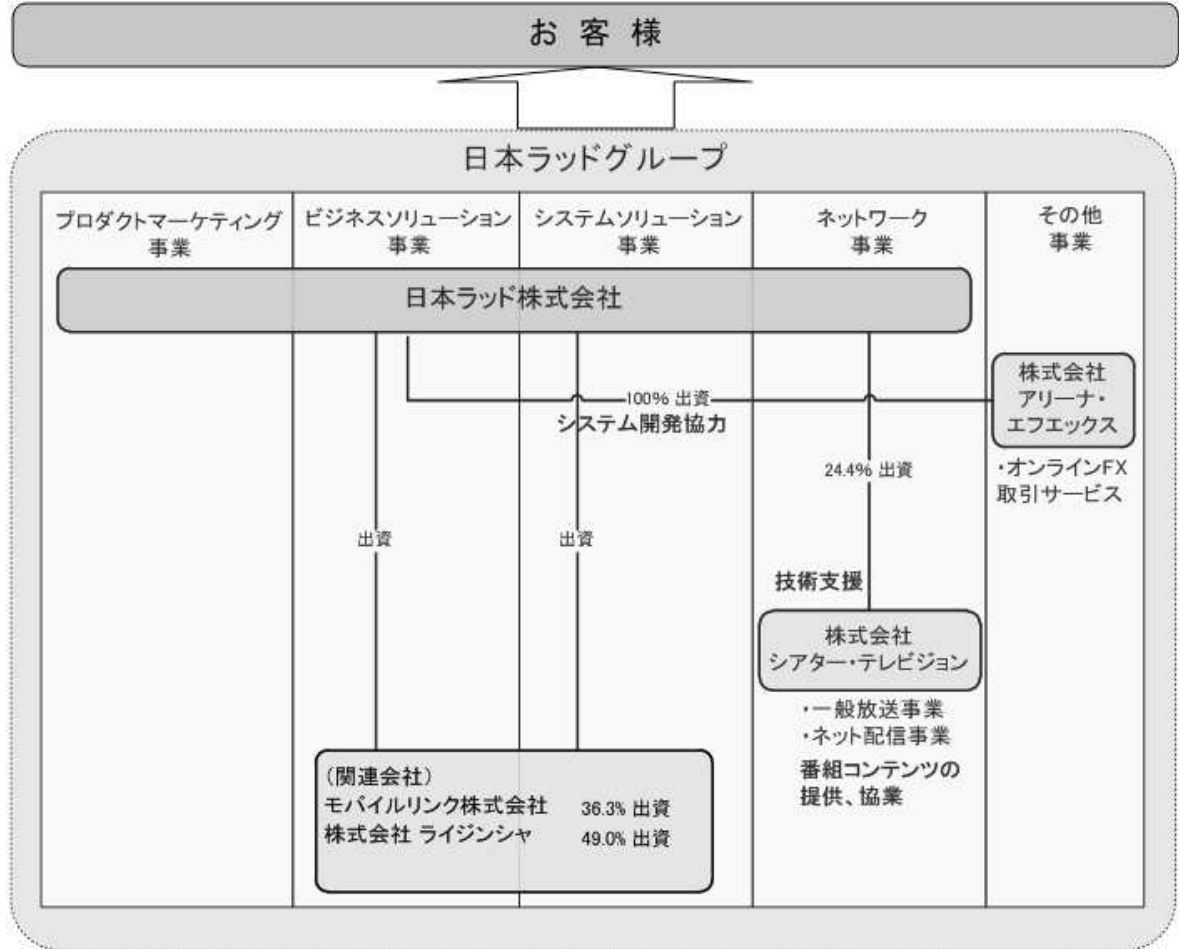 お 客 様
日本ラッドグループ
プロダクトマーケティング
事業
ビジネスソリューション
事業
システムソリューション
事業
ネットワーク
事業
その他
事業
日本ラッド株式会社
100% 出資
システム開発協力
株式会社
アリーナ・
エフエックス
・オンラインFX
取引サービス
24.4% 出資
出資
出資
技術支援
株式会社
シアター・テレビジョン
・一般放送事業
・ネット配信事業
番組コンテンツの
提供、協業
(関連会社)
モバイルリンク株式会社 36.3% 出資
株式会社 ライジンシャ 49.0% 出資